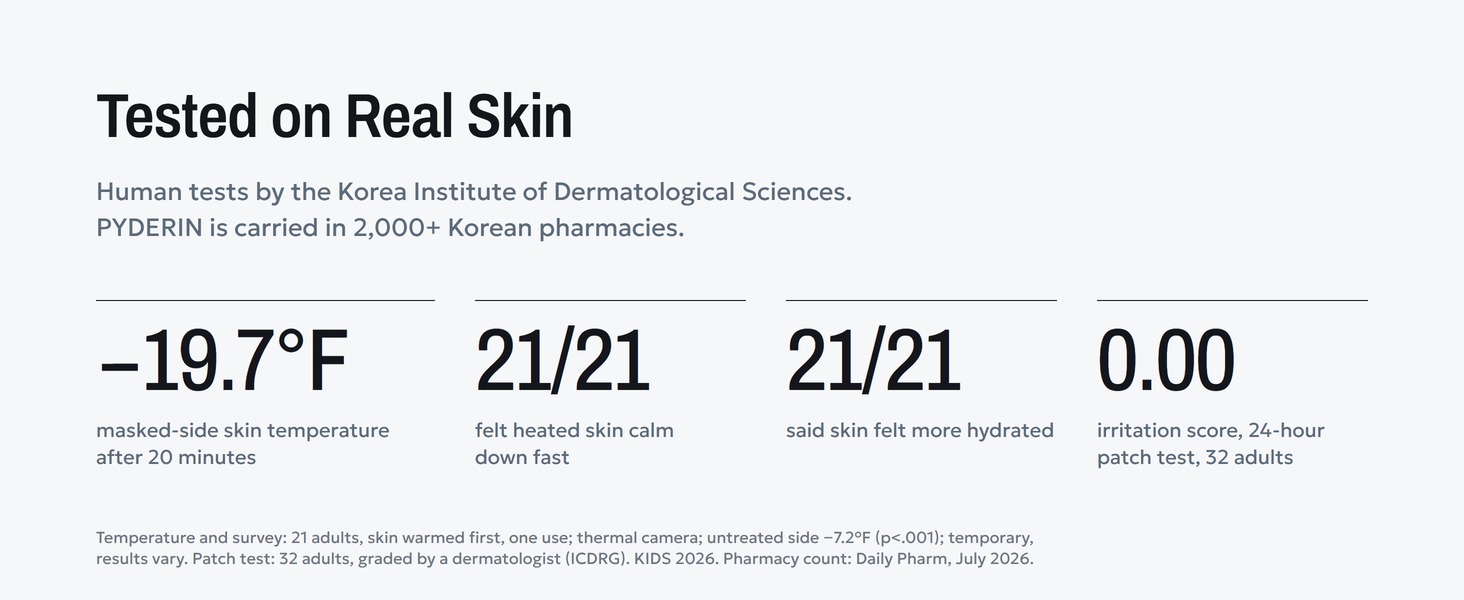 Tested on Real Skin
Human tests by the Korea Institute of Dermatological Sciences.
PYDERIN is carried in 2,000+ Korean pharmacies.
−19.7°F
masked-side skin temperature
after 20 minutes
21/21
felt heated skin calm
down fast
21/21
said skin felt more hydrated
0.00
irritation score, 24-hour
patch test, 32 adults
Temperature and survey: 21 adults, skin warmed first, one use; thermal camera; untreated side −7.2°F (p<.001); temporary,
results vary. Patch test: 32 adults, graded by a dermatologist (ICDRG). KIDS 2026. Pharmacy count: Daily Pharm, July 2026.